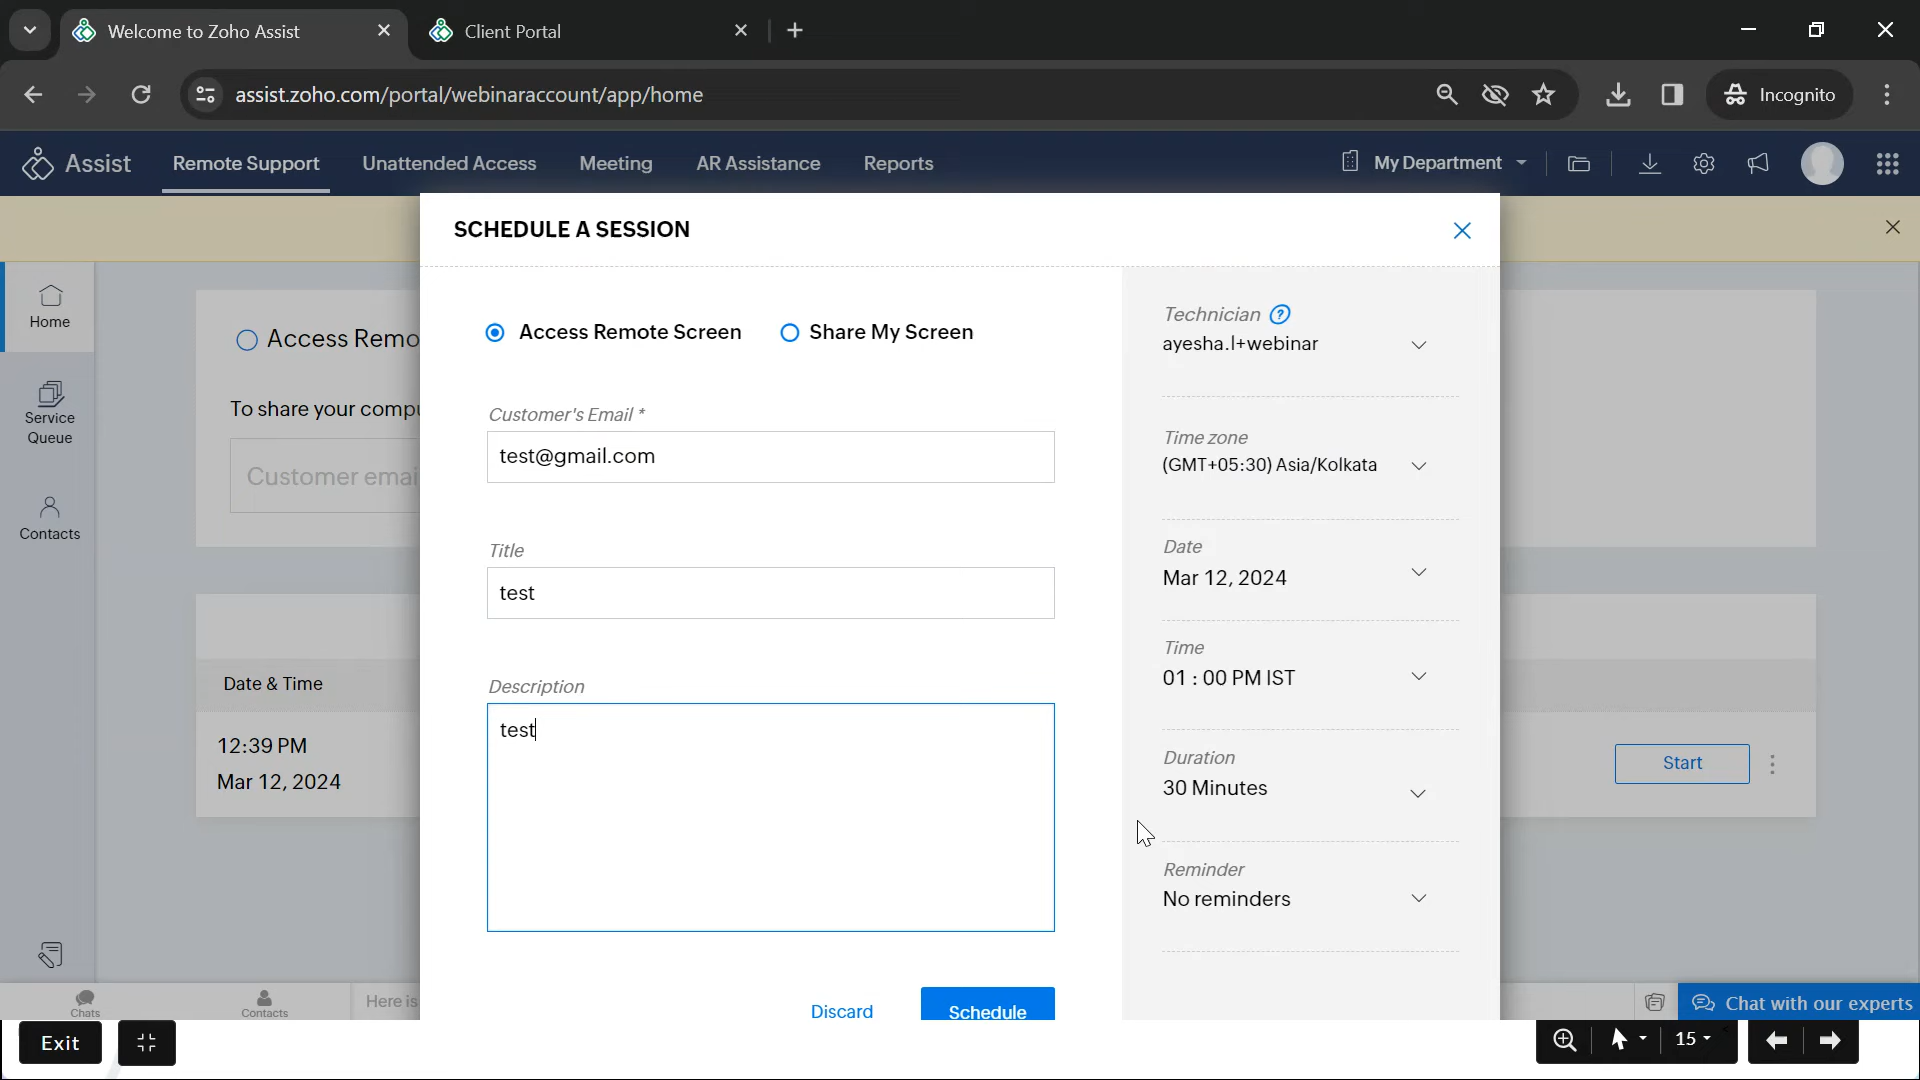 Welcome to Zoho Assist
Client Portal
assist.zoho.com/portal/webinaraccount/app/home
Incognito
Assist
Remote Support
Unattended Access
Meeting
AR Assistance
Reports
My Department
SCHEDULE A SESSION
Home
Service
Queue
Contacts
Access Remo
To share your compu
Customer emai
Date & Time
12:39 PM
Mar 12, 2024
Access Remote Screen
Share My Screen
Customer's Email *
test@gmail.com
Title
test
Description
test
Discard
Schedule
Technician ?
ayesha.l+webinar
Time zone
(GMT+05:30) Asia/Kolkata
Date
Mar 12, 2024
Time
01 : 00 PM IST
Duration
30 Minutes
Reminder
No reminders
Start
Chats
Contacts
Here is
Chat with our experts
Exit
15